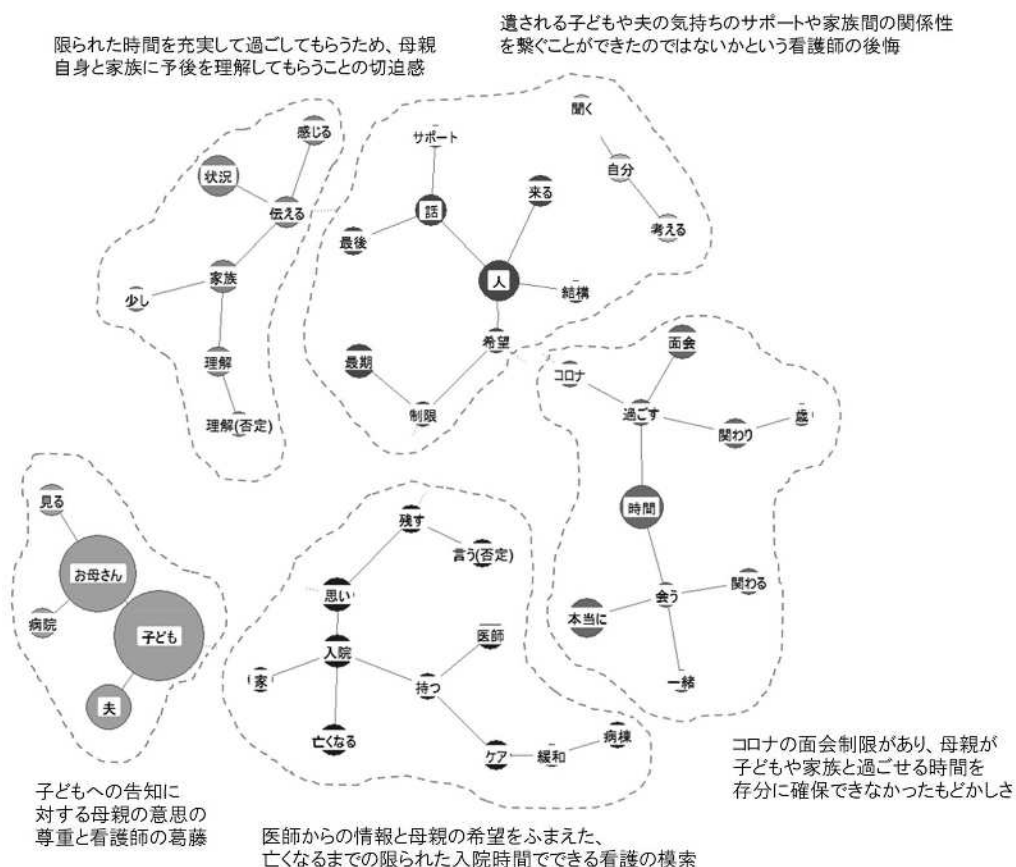 限られた時間を充実して過ごしてもらうため、母親
自身と家族に予後を理解してもらうことの切迫感
遺される子どもや夫の気持ちのサポートや家族間の関係性
を繋ぐことができたのではないかという看護師の後悔
感じる
状況
伝える
家族
少し
理解
理解(否定)
サポート
話
最後
来る
人
結構
希望
最期
制限
聞く
自分
考える
面会
コロナ
過ごす
関わり
歳
時間
会う
関わる
本当に
一緒
見る
お母さん
病院
子ども
夫
残す
言う(否定)
思い
入院
医師
家
持つ
亡くなる
ケア
緩和
病棟
子どもへの告知に
対する母親の意思の
尊重と看護師の葛藤
医師からの情報と母親の希望をふまえた、
亡くなるまでの限られた入院時間でできる看護の模索
コロナの面会制限があり、母親が
子どもや家族と過ごせる時間を
存分に確保できなかったもどかしさ